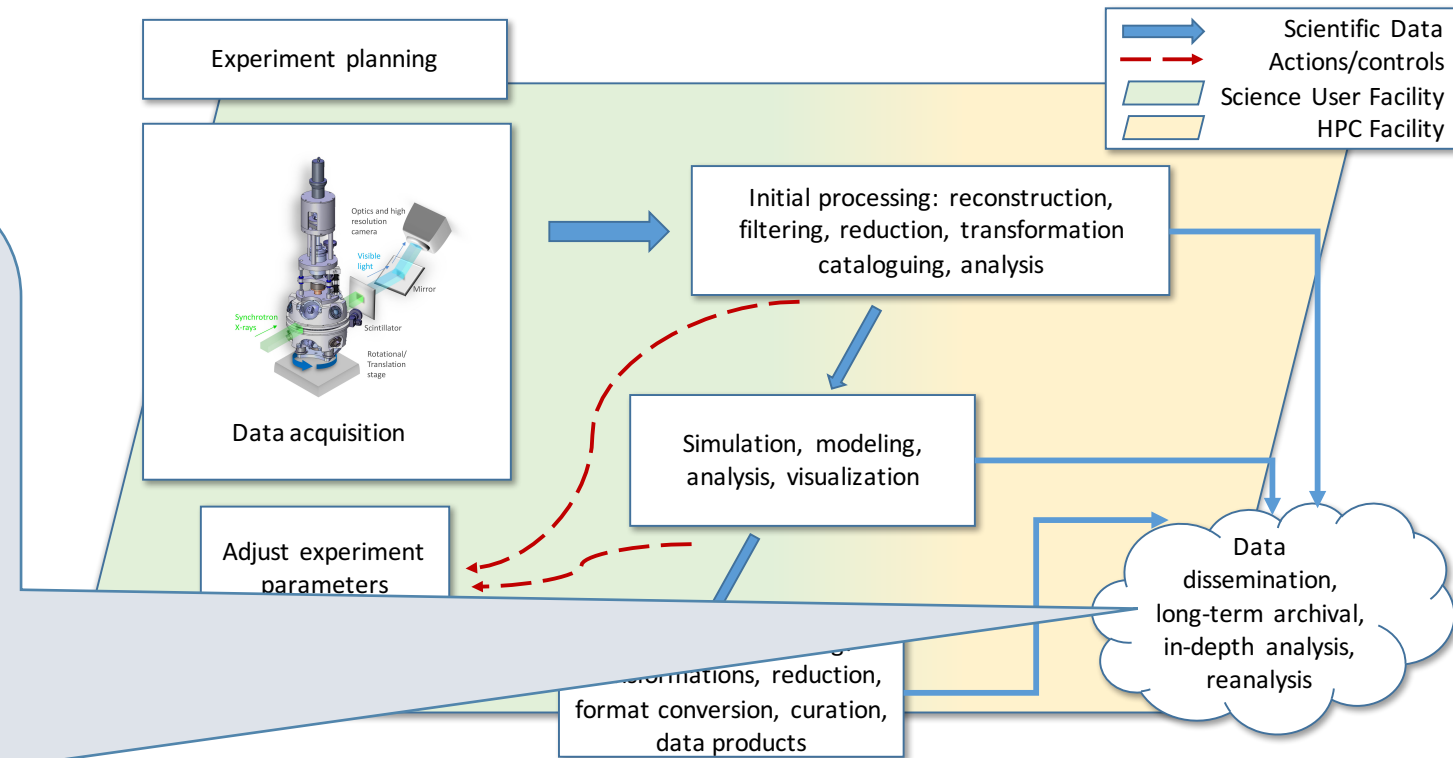 Experiment planning
Scientific Data
Actions/controls
Science User Facility
HPC Facility
Optics and high
resolution
camera
Visible
light
Mirror
Synchrotron
X-rays
Scintillator
Rotational/
Translation
stage
Data acquisition
Initial processing: reconstruction,
filtering, reduction, transformation
cataloguing, analysis
Simulation, modeling,
analysis, visualization
Adjust experiment
parameters
reduction,
format conversion, curation,
data products
Data
dissemination,
long-term archival,
in-depth analysis,
reanalysis